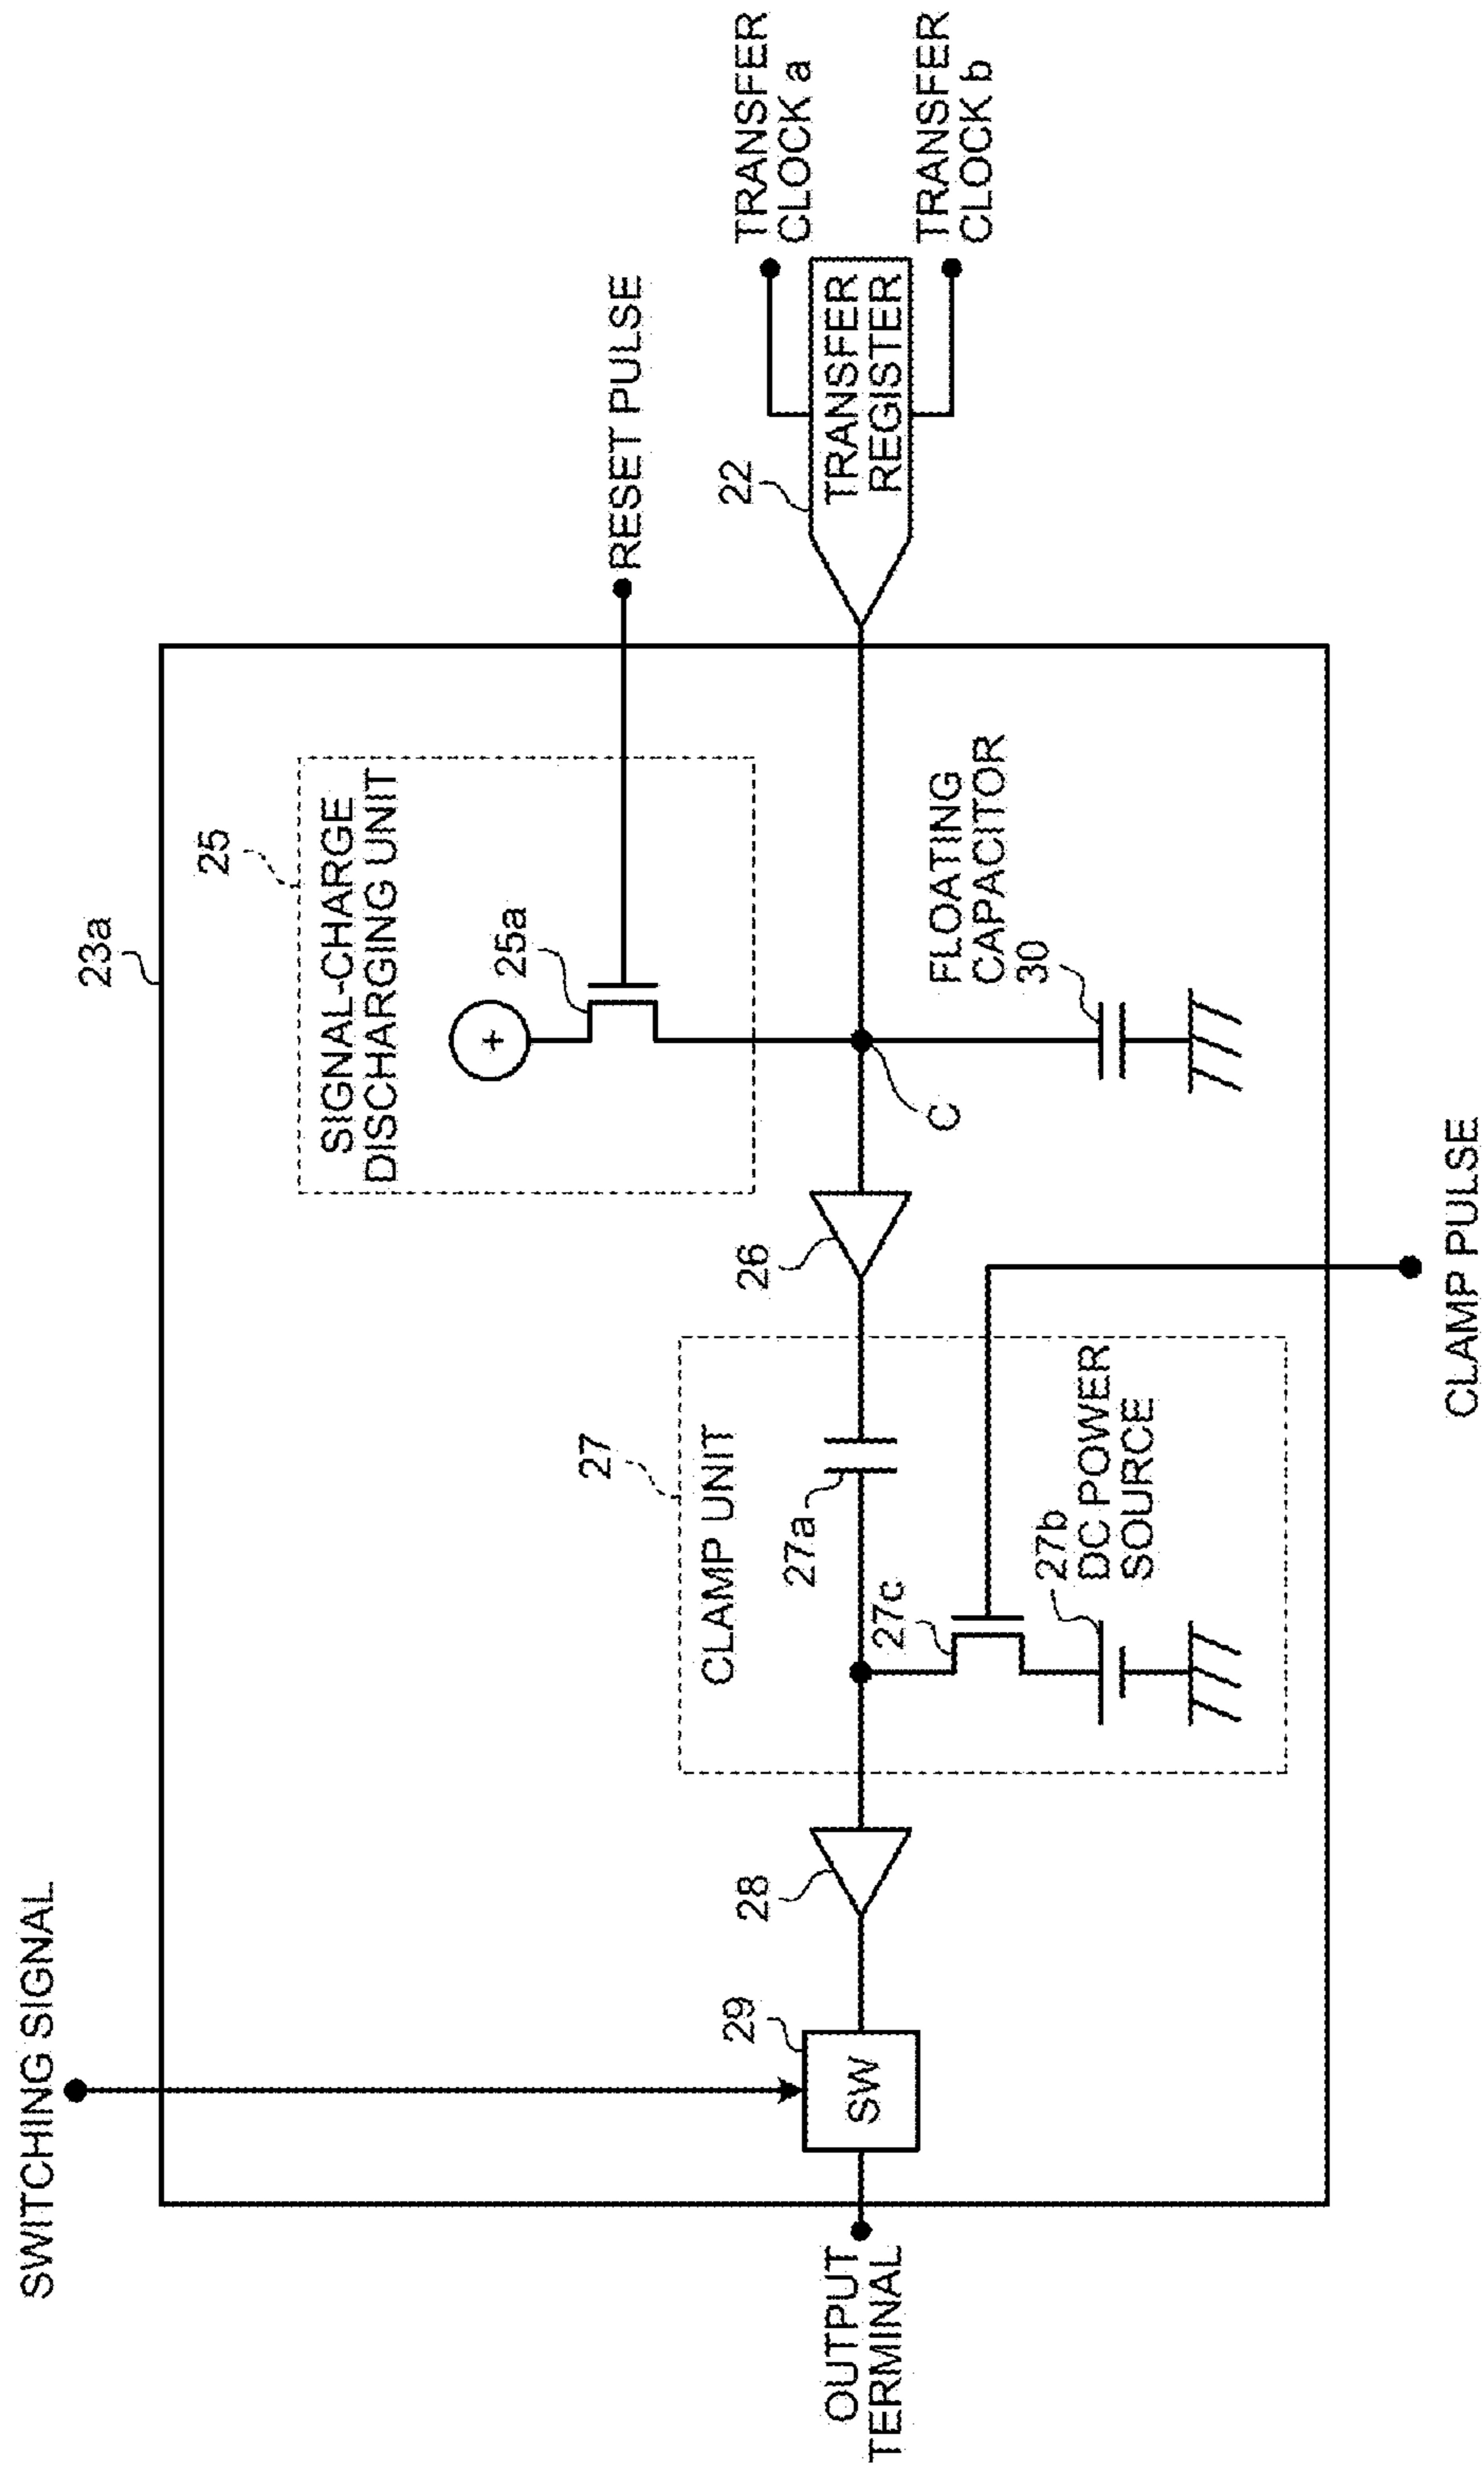 SWITCHING SIGNAL
23a
25
SIGNAL-CHARGE
DISCHARGING UNIT
25a
RESET PULSE
OUTPUT
TERMINAL
29
SW
28
27
CLAMP UNIT
27a
27c
27b
DC POWER
SOURCE
26
C
FLOATING
CAPACITOR
30
22
TRANSFER
REGISTER
TRANSFER
CLOCK a
TRANSFER
CLOCK b
CLAMP PULSE
+